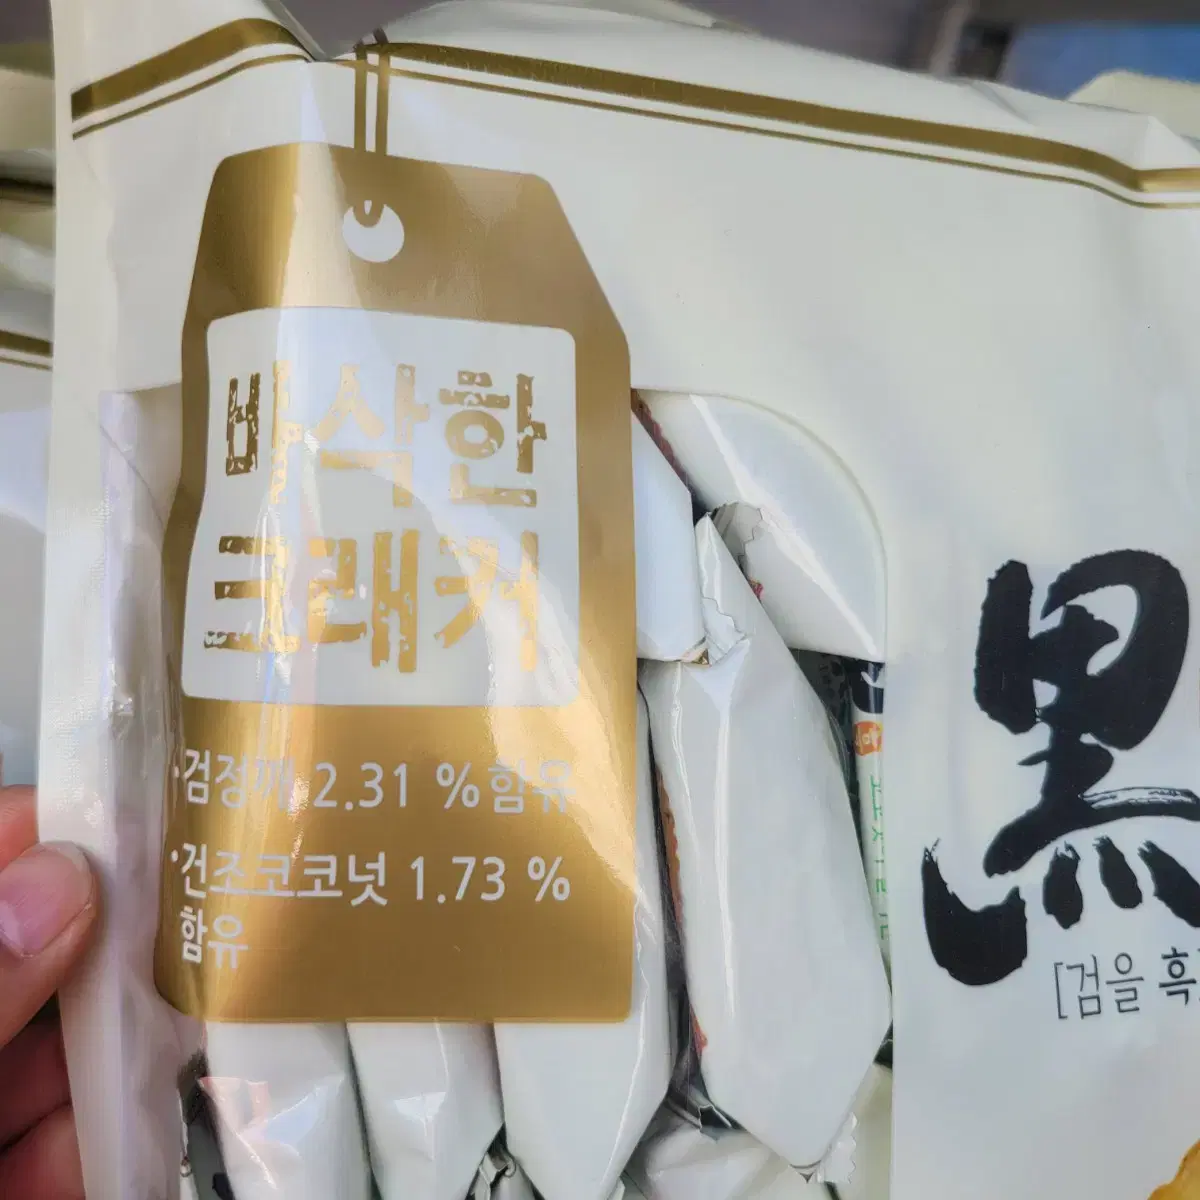 바삭한
크래커
·검정깨 2.31 %함유
·건조코코넛 1.73 %
함유
黑
[검을 흑]